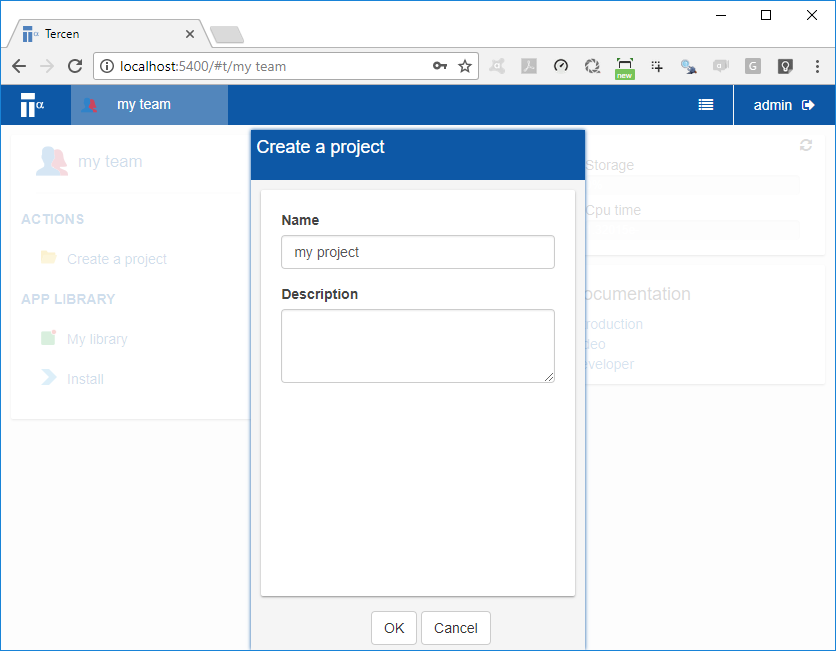 Tercen
localhost:5400/#t/my team
new
G
α
my team
admin
my team
ACTIONS
Create a project
APP LIBRARY
My library
Install
Create a project
Name
my project
Description
OK
Cancel
Storage
Cpu time
ocumentation
roduction
deo
veloper